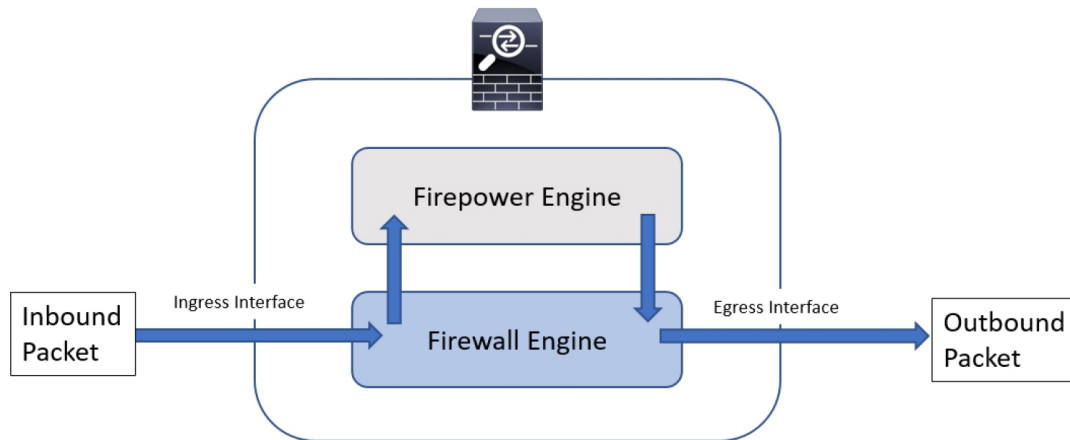 Firepower Engine
Ingress Interface
Egress Interface
Inbound
Packet
Firewall Engine
Outbound
Packet